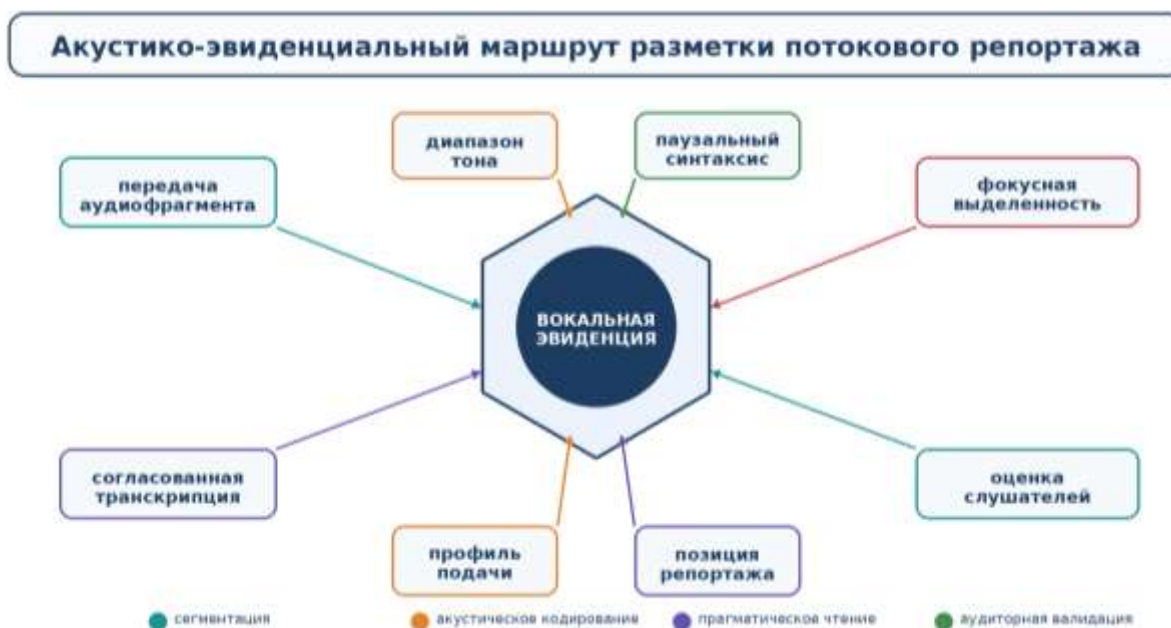 Акустико-эвиденциальный маршрут разметки потокового репортажа
диапазон
тона
паузальный
синтаксис
передача
аудиофрагмента
фокусная
выделенность
ВОКАЛЬНАЯ
ЭВИДЕНЦИЯ
согласованная
транскрипция
оценка
слушателей
профиль
подачи
позиция
репортажа
сегментация
акустическое кодирование
прагматическое чтение
аудиторная валидация